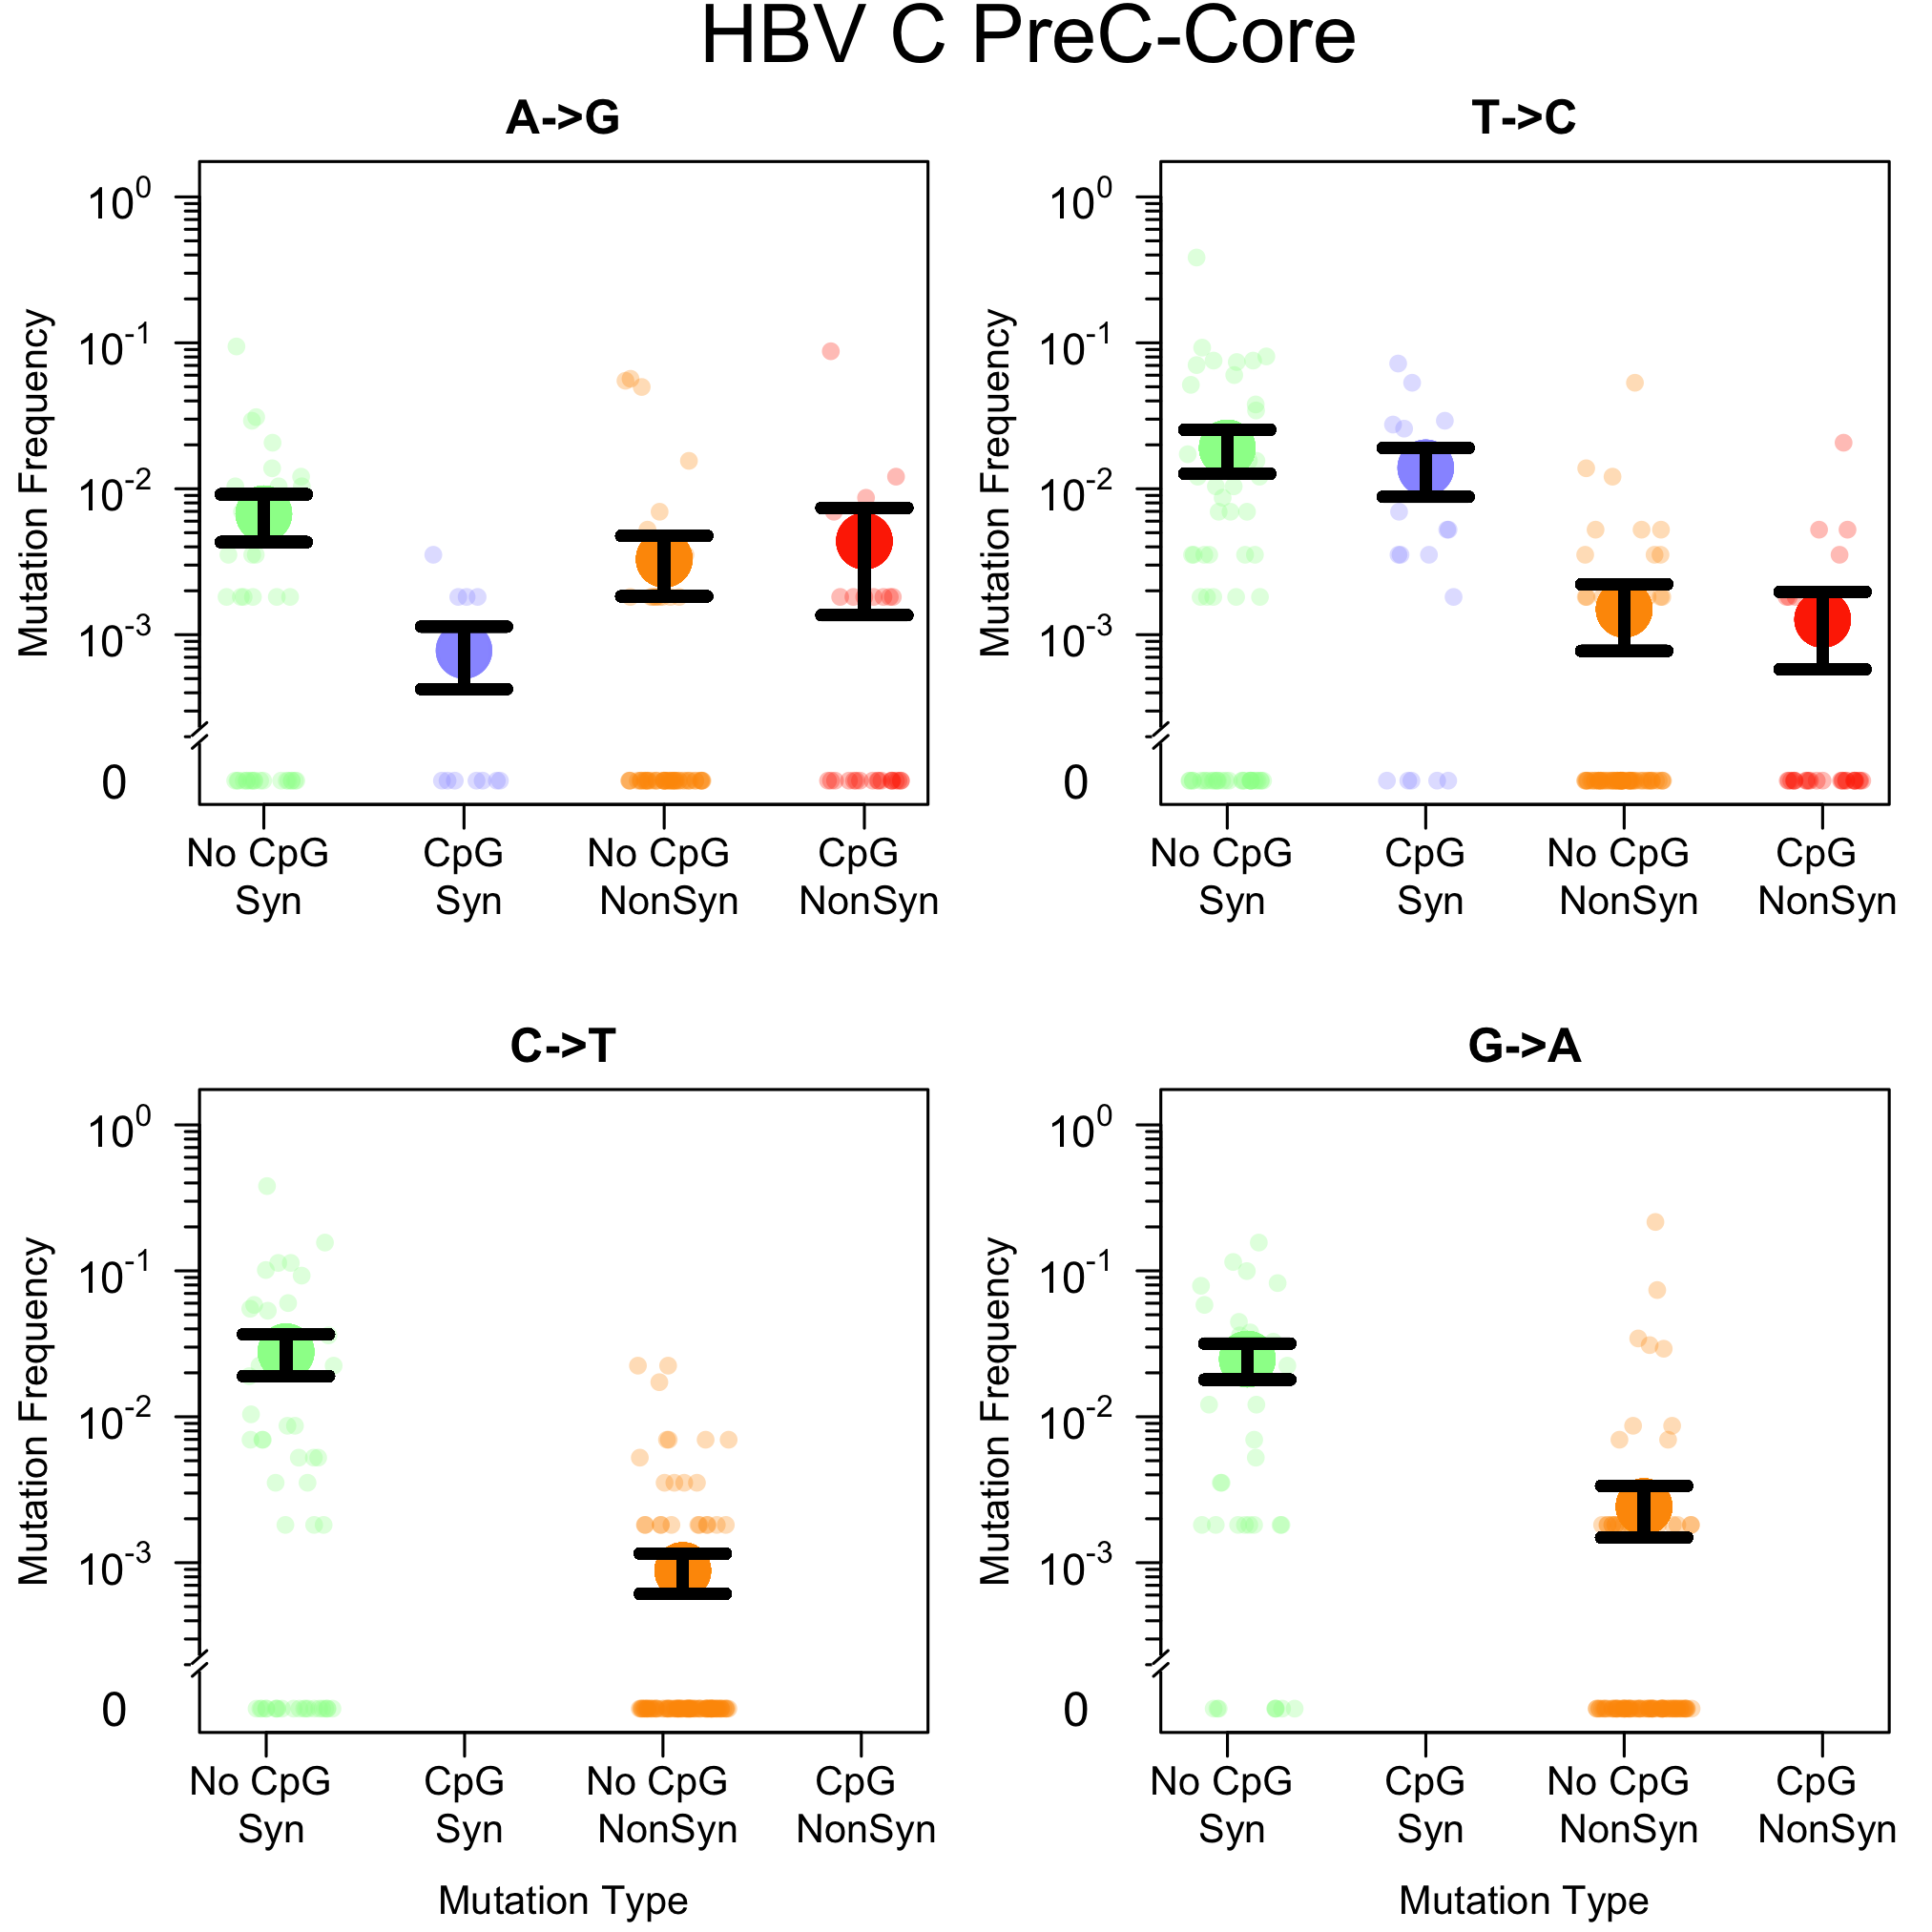 HBV C PreC-Core
A->G
T->C
Mutation Frequency
10^0
10^-1
10^-2
10^-3
0
No CpG CpG No CpG CpG
Syn Syn NonSyn NonSyn
Mutation Frequency
10^0
10^-1
10^-2
10^-3
0
No CpG CpG No CpG CpG
Syn Syn NonSyn NonSyn
C->T
G->A
Mutation Frequency
10^0
10^-1
10^-2
10^-3
0
No CpG CpG No CpG CpG
Syn Syn NonSyn NonSyn
Mutation Type
Mutation Frequency
10^0
10^-1
10^-2
10^-3
0
No CpG CpG No CpG CpG
Syn Syn NonSyn NonSyn
Mutation Type